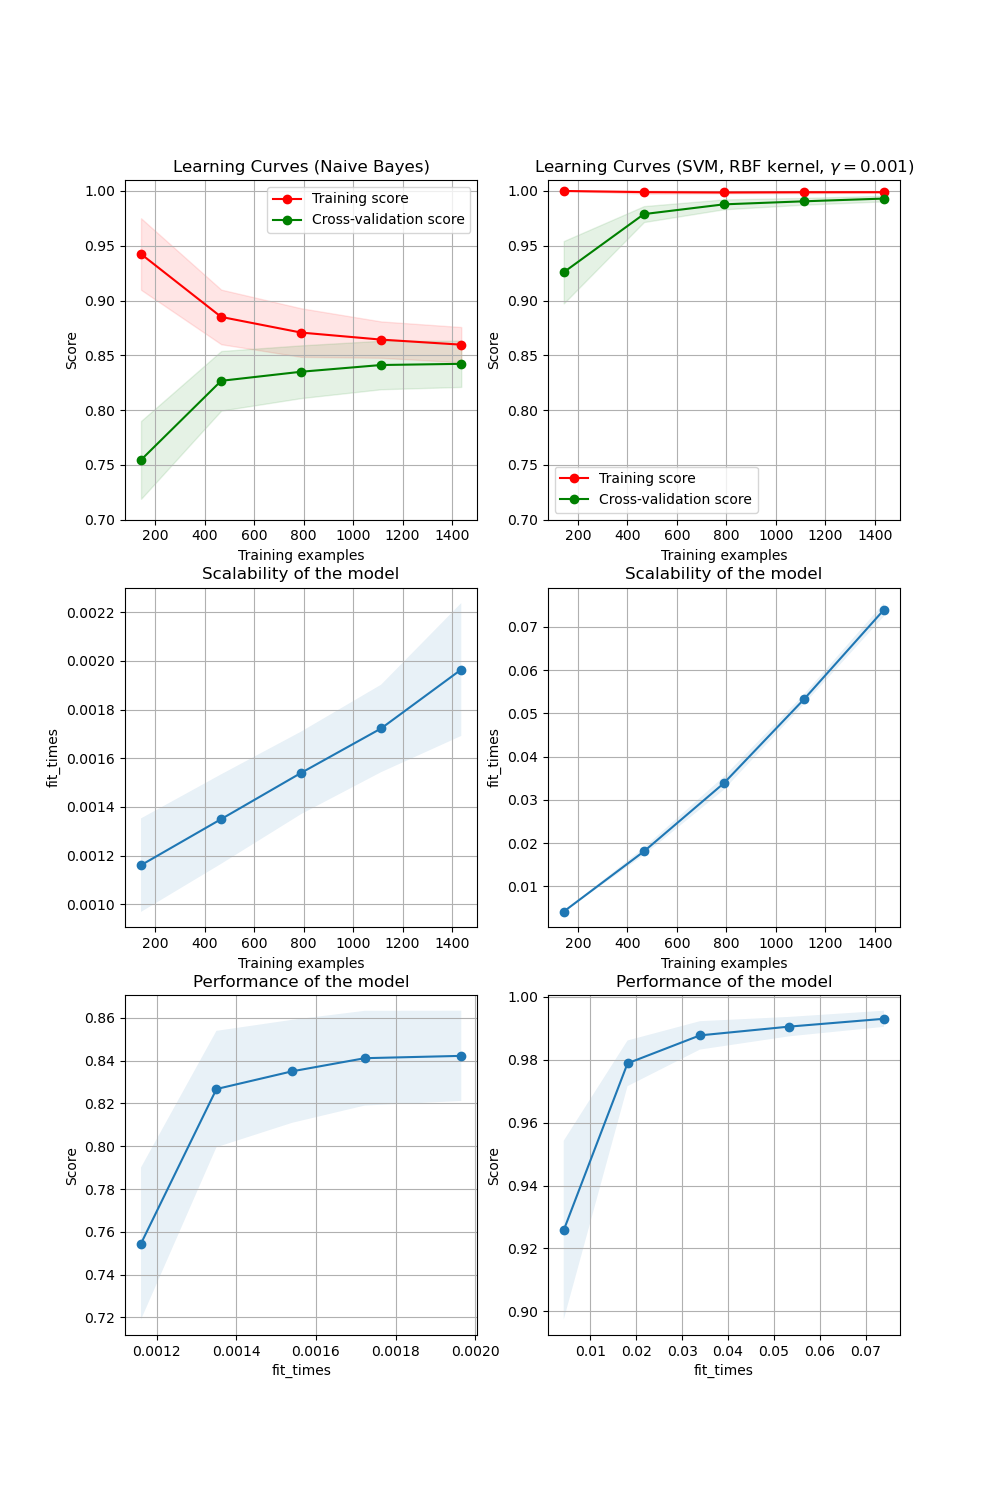 Learning Curves (Naive Bayes)
Training score
Cross-validation score
1.00
0.95
0.90
0.85
0.80
0.75
0.70
Score
200 400 600 800 1000 1200 1400
Training examples
Learning Curves (SVM, RBF kernel, γ = 0.001)
1.00
0.95
0.90
0.85
0.80
0.75
0.70
Score
Training score
Cross-validation score
200 400 600 800 1000 1200 1400
Training examples
Scalability of the model
0.0022
0.0020
0.0018
0.0016
0.0014
0.0012
0.0010
fit_times
200 400 600 800 1000 1200 1400
Training examples
Scalability of the model
0.07
0.06
0.05
0.04
0.03
0.02
0.01
fit_times
200 400 600 800 1000 1200 1400
Training examples
Performance of the model
0.86
0.84
0.82
0.80
0.78
0.76
0.74
0.72
Score
0.0012 0.0014 0.0016 0.0018 0.0020
fit_times
Performance of the model
1.00
0.98
0.96
0.94
0.92
0.90
Score
0.01 0.02 0.03 0.04 0.05 0.06 0.07
fit_times